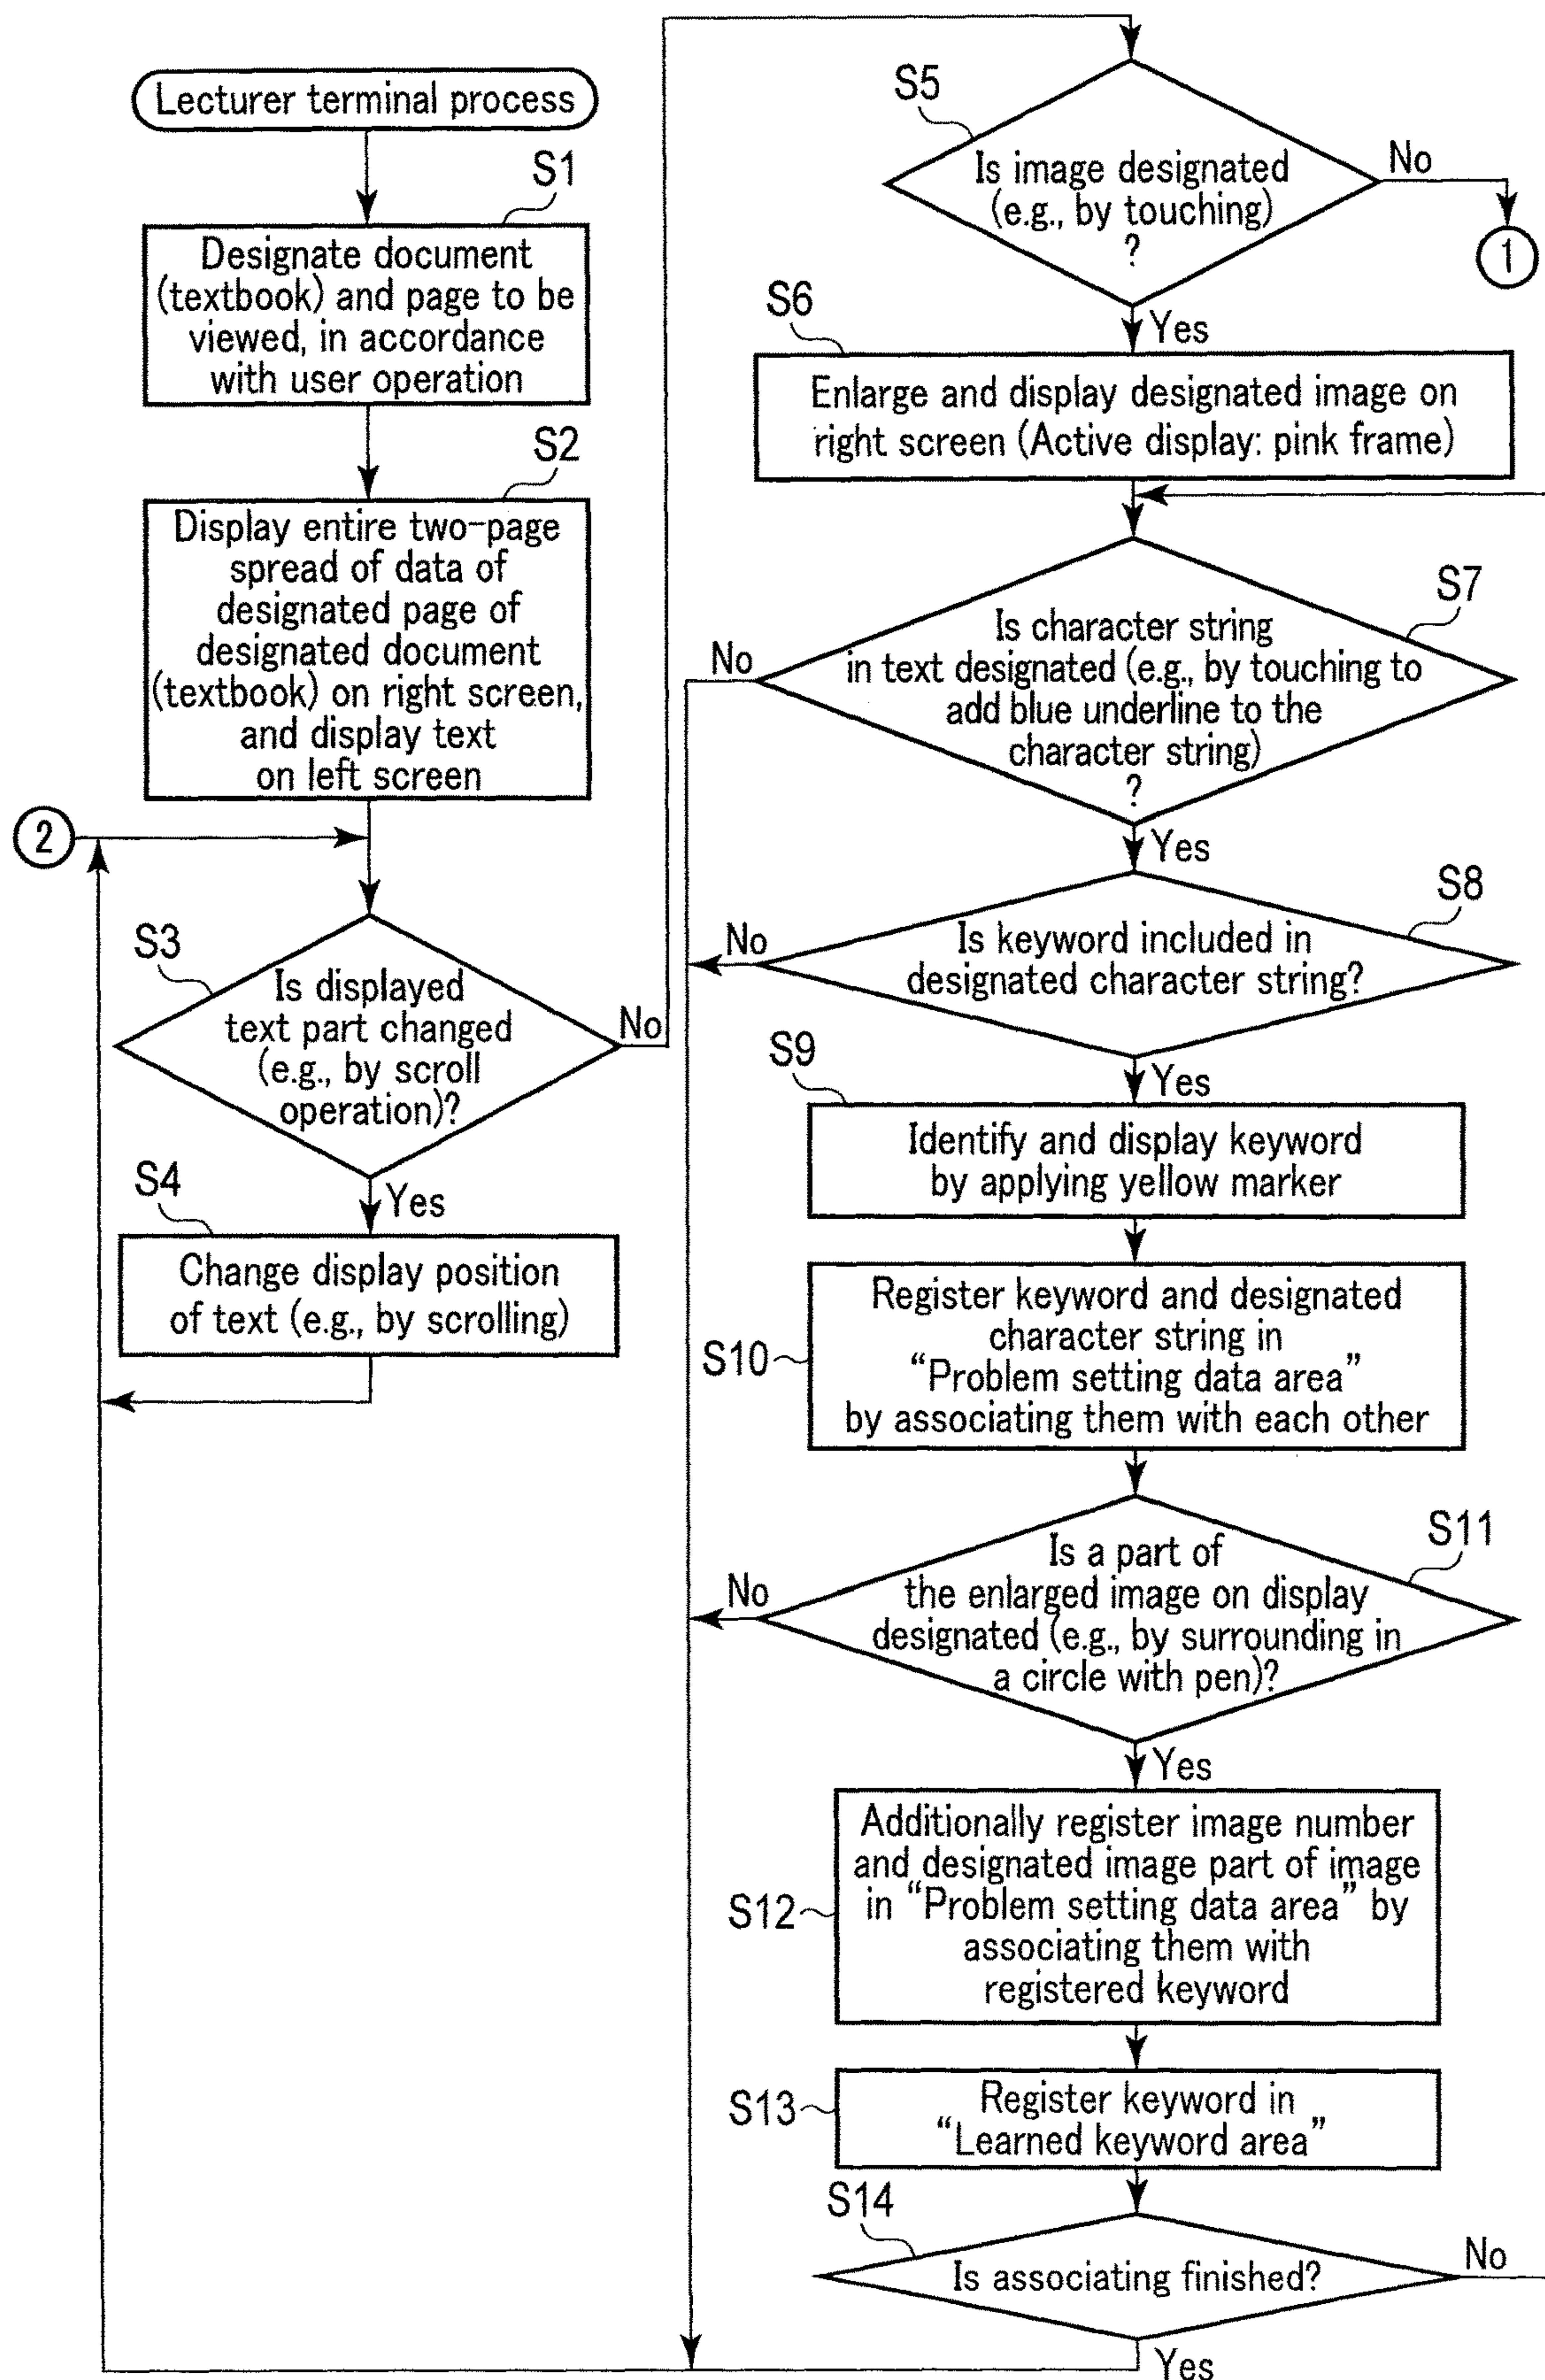 Lecturer terminal process
S1
Designate document
(textbook) and page to be
viewed, in accordance
with user operation
S2
Display entire two-page
spread of data of
designated page of
designated document
(textbook) on right screen,
and display text
on left screen
2
S3
Is displayed
text part changed
(e.g., by scroll
operation)?
No
Yes
S4
Change display position
of text (e.g., by scrolling)
S5
Is image designated
(e.g., by touching)
?
No
1
Yes
S6
Enlarge and display designated image on
right screen (Active display: pink frame)
S7
Is character string
in text designated (e.g., by touching to
add blue underline to the
character string)
?
No
Yes
S8
Is keyword included in
designated character string?
No
Yes
S9
Identify and display keyword
by applying yellow marker
S10
Register keyword and designated
character string in
“Problem setting data area”
by associating them with each other
S11
Is a part of
the enlarged image on display
designated (e.g., by surrounding in
a circle with pen)?
No
Yes
S12
Additionally register image number
and designated image part of image
in “Problem setting data area” by
associating them with
registered keyword
S13
Register keyword in
“Learned keyword area”
S14
Is associating finished?
No
Yes